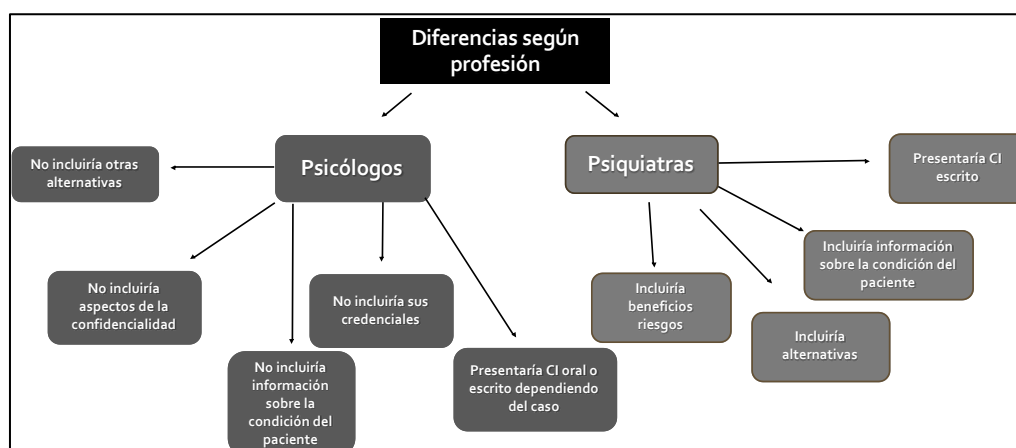 Diferencias según
profesión
Psicólogos
Psiquiatras
No incluiría otras
alternativas
Presentaría CI
escrito
No incluiría
aspectos de la
confidencialidad
No incluiría sus
credenciales
Incluiría
beneficios
riesgos
Incluiría información
sobre la condición del
paciente
No incluiría
información
sobre la
condición del
paciente
Presentaría CI oral o
escrito dependiendo
del caso
Incluiría
alternativas